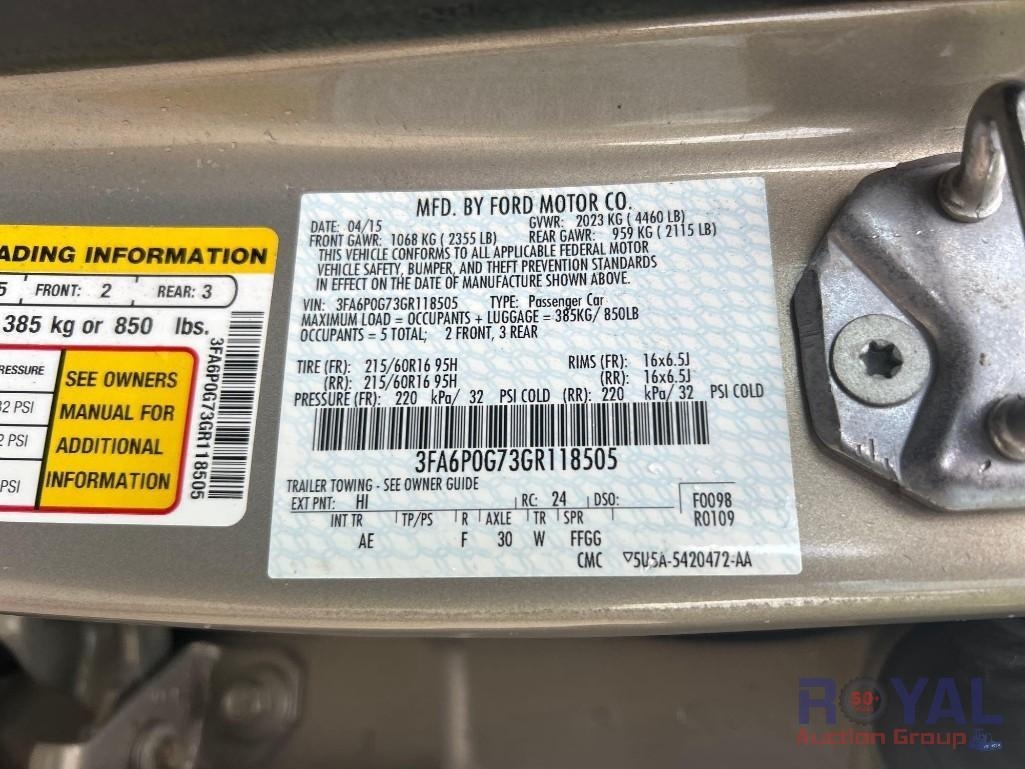 ADING INFORMATION
5 FRONT: 2 REAR: 3
385 kg or 850 lbs.
RESSURE
32 PSI
2 PSI
PSI
SEE OWNERS
MANUAL FOR
ADDITIONAL
INFORMATION
3FA6P0G73GR118505
MFD. BY FORD MOTOR CO.
DATE: 04/15 GVWR: 2023 KG ( 4460 LB)
FRONT GAWR: 1068 KG ( 2355 LB) REAR GAWR: 959 KG ( 2115 LB)
THIS VEHICLE CONFORMS TO ALL APPLICABLE FEDERAL MOTOR
VEHICLE SAFETY, BUMPER, AND THEFT PREVENTION STANDARDS
IN EFFECT ON THE DATE OF MANUFACTURE SHOWN ABOVE.
VIN: 3FA6P0G73GR118505 TYPE: Passenger Car
MAXIMUM LOAD = OCCUPANTS + LUGGAGE = 385KG/ 850LB
OCCUPANTS = 5 TOTAL; 2 FRONT, 3 REAR
TIRE (FR): 215/60R16 95H RIMS (FR): 16x6.5J
(RR): 215/60R16 95H (RR): 16x6.5J
PRESSURE (FR): 220 kPa/ 32 PSI COLD (RR): 220 kPa/ 32 PSI COLD
3FA6P0G73GR118505
TRAILER TOWING - SEE OWNER GUIDE
EXT PNT: HI RC: 24 DSO: F0098
R0109
INT TR TP/PS R AXLE TR SPR
AE F 30 W FFGG
CMC ▽5U5A-5420472-AA
ROYAL
50+
Auction Group